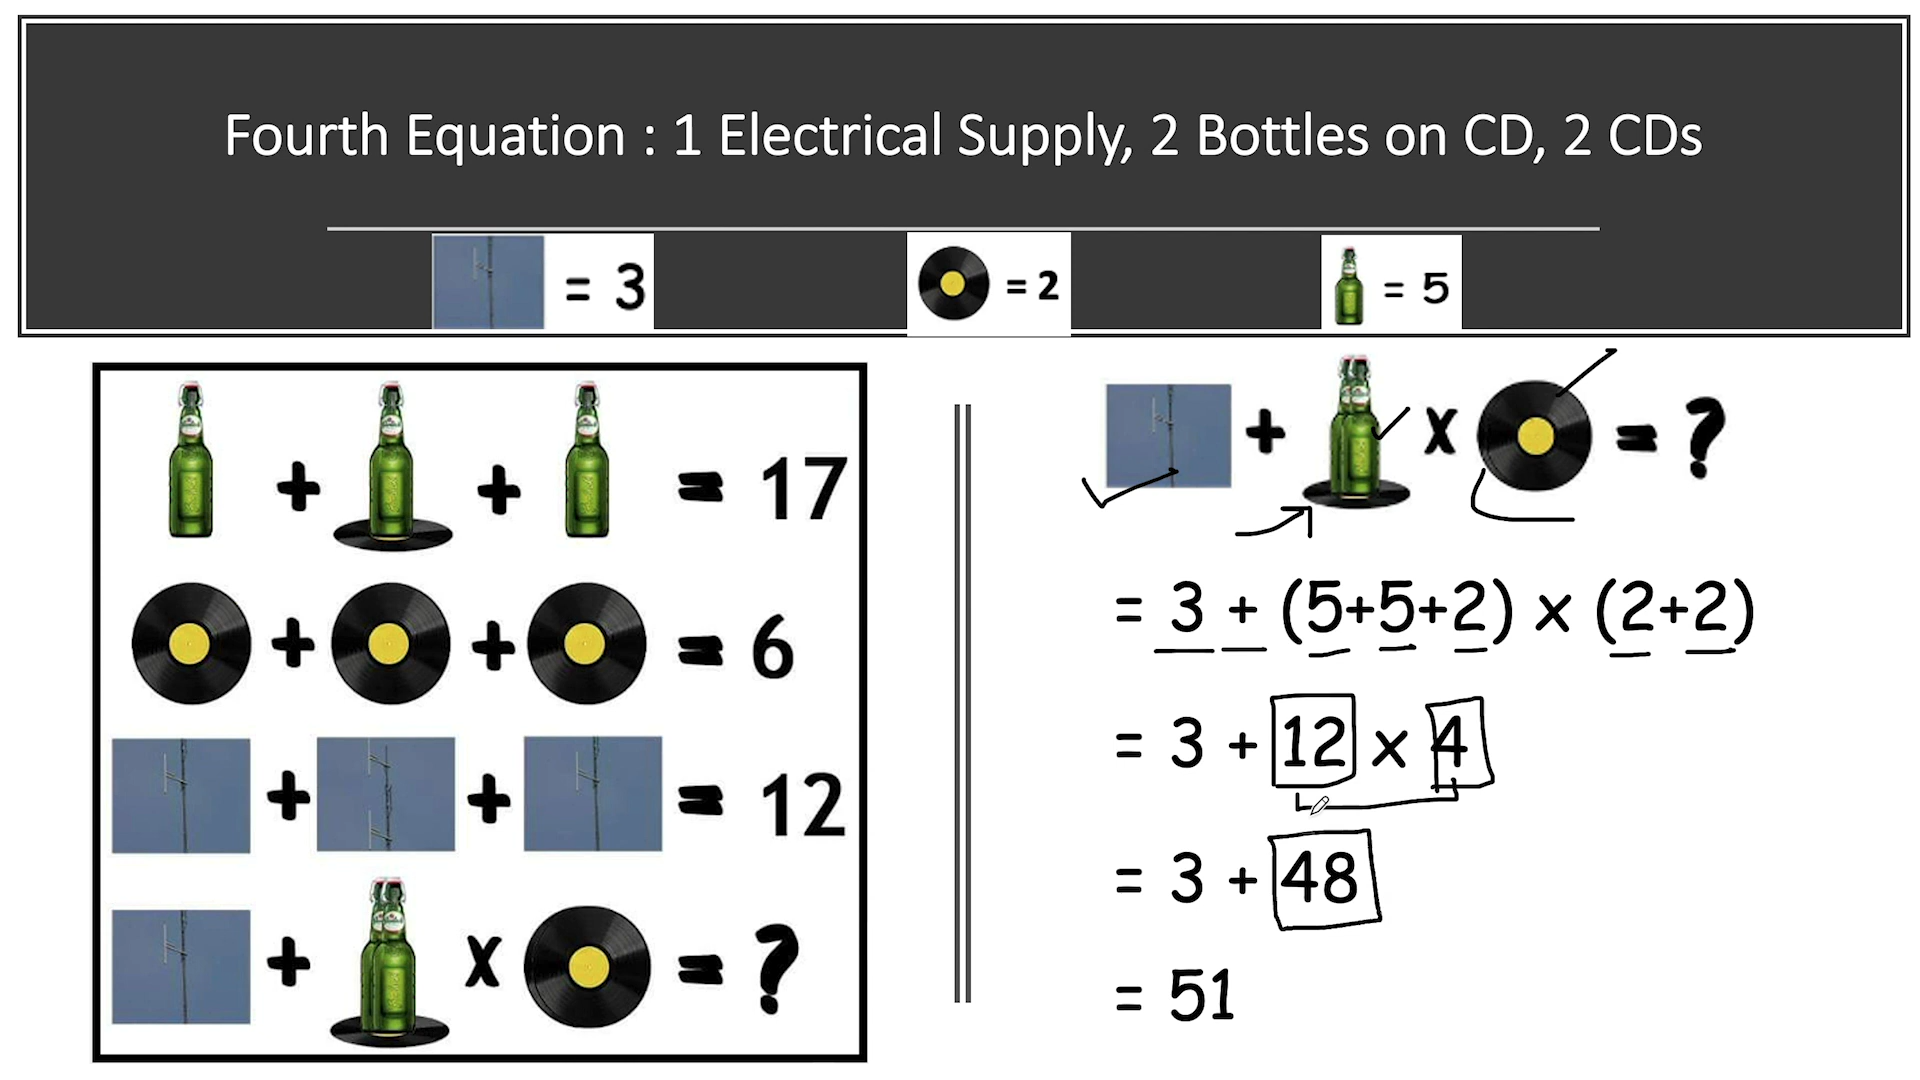 Fourth Equation : 1 Electrical Supply, 2 Bottles on CD, 2 CDs
= 3
= 2
= 5
+ + = 17
+ + = 6
+ + = 12
+ x = ?
+ x = ?
= 3 + (5+5+2) x (2+2)
= 3 + 12 x 4
= 3 + 48
= 51